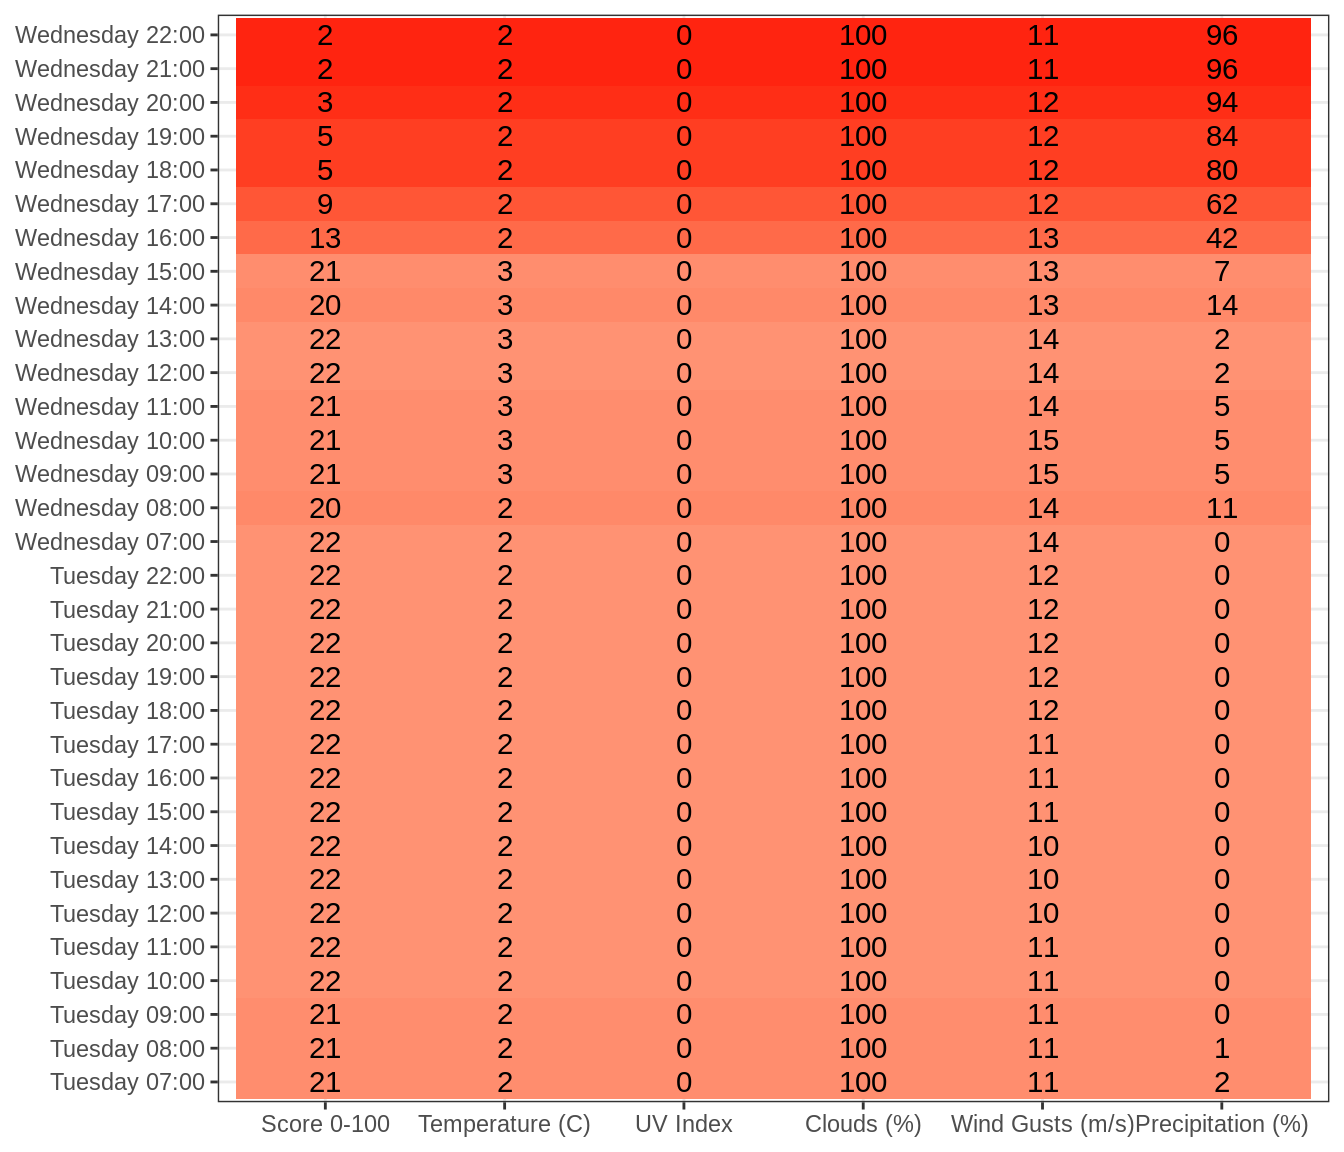 Wednesday 22:00 2 2 0 100 11 96
Wednesday 21:00 2 2 0 100 11 96
Wednesday 20:00 3 2 0 100 12 94
Wednesday 19:00 5 2 0 100 12 84
Wednesday 18:00 5 2 0 100 12 80
Wednesday 17:00 9 2 0 100 12 62
Wednesday 16:00 13 2 0 100 13 42
Wednesday 15:00 21 3 0 100 13 7
Wednesday 14:00 20 3 0 100 13 14
Wednesday 13:00 22 3 0 100 14 2
Wednesday 12:00 22 3 0 100 14 2
Wednesday 11:00 21 3 0 100 14 5
Wednesday 10:00 21 3 0 100 15 5
Wednesday 09:00 21 3 0 100 15 5
Wednesday 08:00 20 2 0 100 14 11
Wednesday 07:00 22 2 0 100 14 0
Tuesday 22:00 22 2 0 100 12 0
Tuesday 21:00 22 2 0 100 12 0
Tuesday 20:00 22 2 0 100 12 0
Tuesday 19:00 22 2 0 100 12 0
Tuesday 18:00 22 2 0 100 12 0
Tuesday 17:00 22 2 0 100 11 0
Tuesday 16:00 22 2 0 100 11 0
Tuesday 15:00 22 2 0 100 11 0
Tuesday 14:00 22 2 0 100 10 0
Tuesday 13:00 22 2 0 100 10 0
Tuesday 12:00 22 2 0 100 10 0
Tuesday 11:00 22 2 0 100 11 0
Tuesday 10:00 22 2 0 100 11 0
Tuesday 09:00 21 2 0 100 11 0
Tuesday 08:00 21 2 0 100 11 1
Tuesday 07:00 21 2 0 100 11 2
Score 0-100 Temperature (C) UV Index Clouds (%) Wind Gusts (m/s) Precipitation (%)